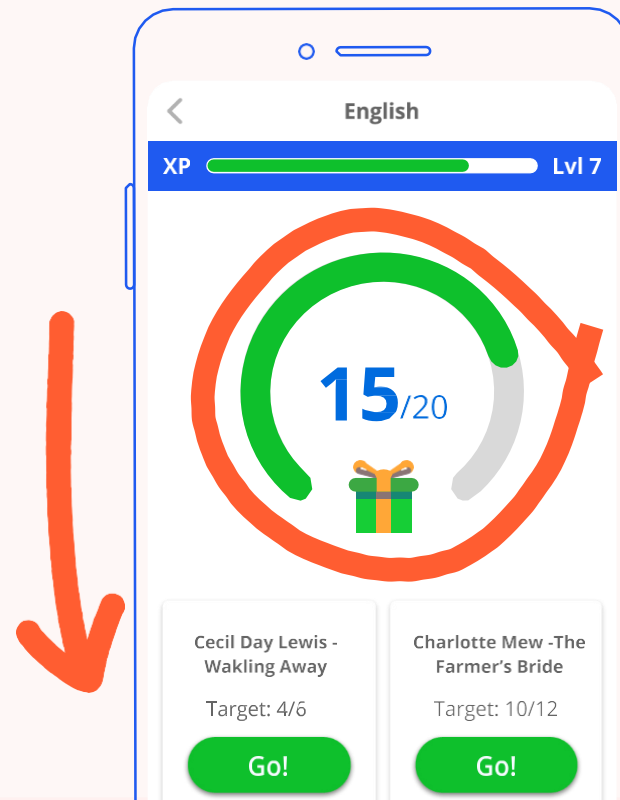 English
XP
Lvl 7
15/20
Cecil Day Lewis -
Wakling Away
Target: 4/6
Go!
Charlotte Mew -The
Farmer’s Bride
Target: 10/12
Go!